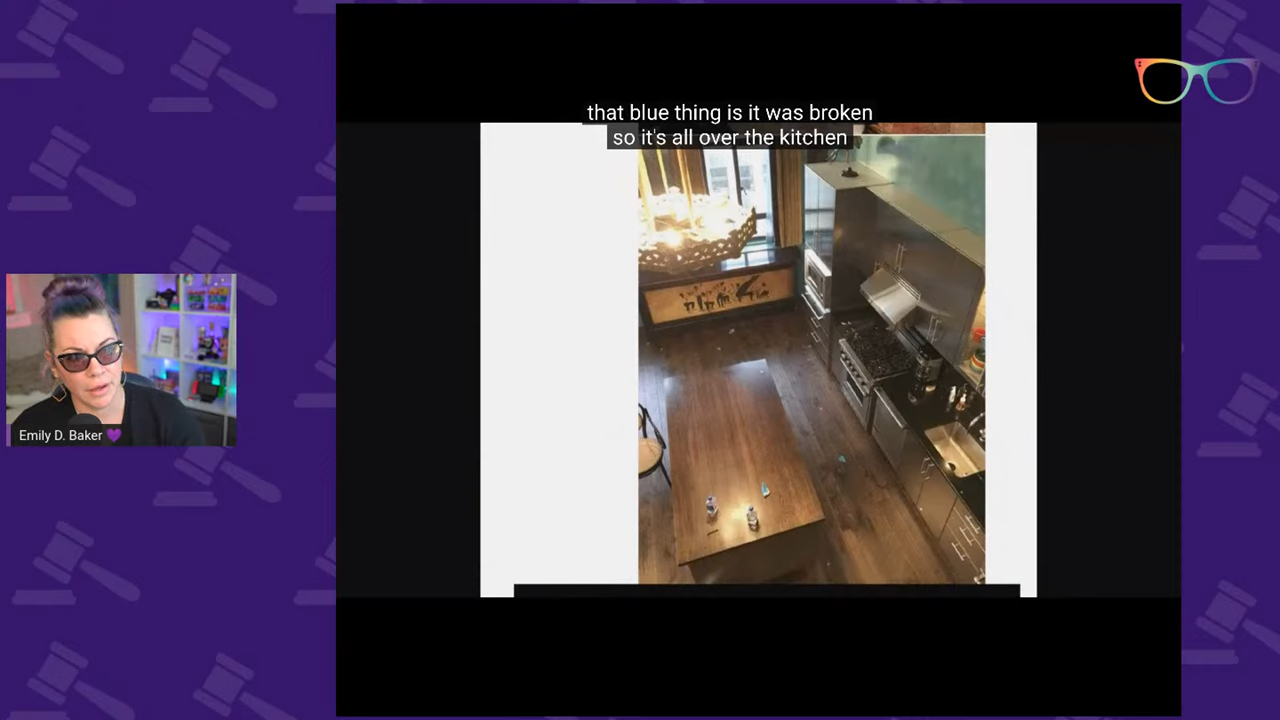 that blue thing is it was broken
so it's all over the kitchen
Emily D. Baker 💜